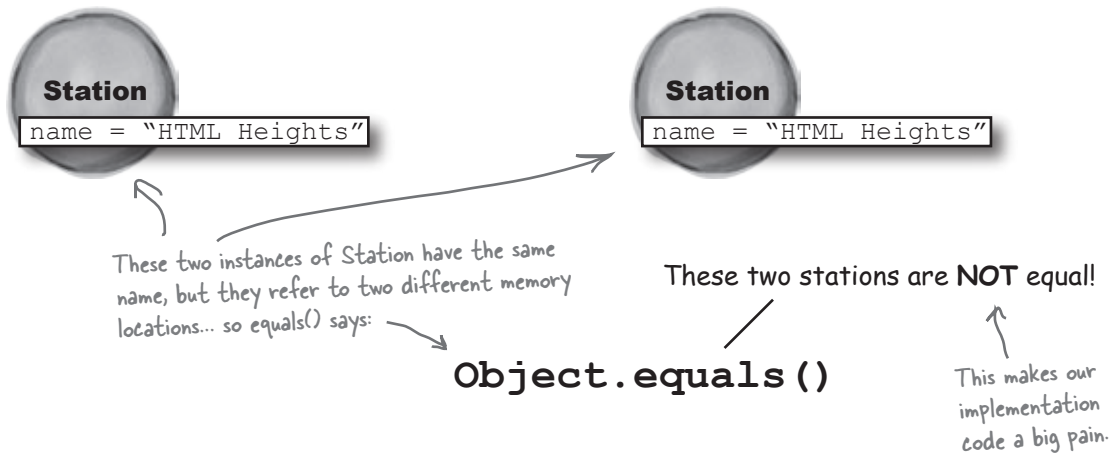 Station
name = “HTML Heights”
Station
name = “HTML Heights”
These two instances of Station have the same
name, but they refer to two different memory
locations... so equals() says:
These two stations are NOT equal!
Object.equals()
This makes our
implementation
code a big pain.